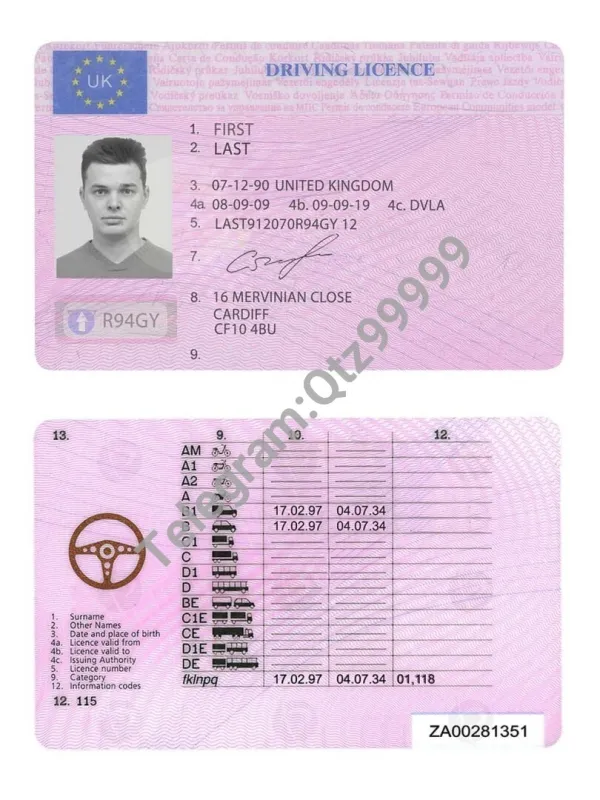 UK
DRIVING LICENCE
1. FIRST
2. LAST
3. 07-12-90 UNITED KINGDOM
4a. 08-09-09 4b. 09-09-19 4c. DVLA
5. LAST912070R94GY 12
7.
R94GY
8. 16 MERVINIAN CLOSE
CARDIFF
CF10 4BU
9.
Telegram:Qtz99999
13. 9. 10. 12.
AM
A1
A2
A
B1 17.02.97 04.07.34
B 17.02.97 04.07.34
C1
C
D1
D
BE
C1E
CE
D1E
DE
fklnpq 17.02.97 04.07.34 01,118
1. Surname
2. Other Names
3. Date and place of birth
4a. Licence valid from
4b. Licence valid to
4c. Issuing Authority
5. Licence number
9. Category
12. Information codes
12. 115
ZA00281351